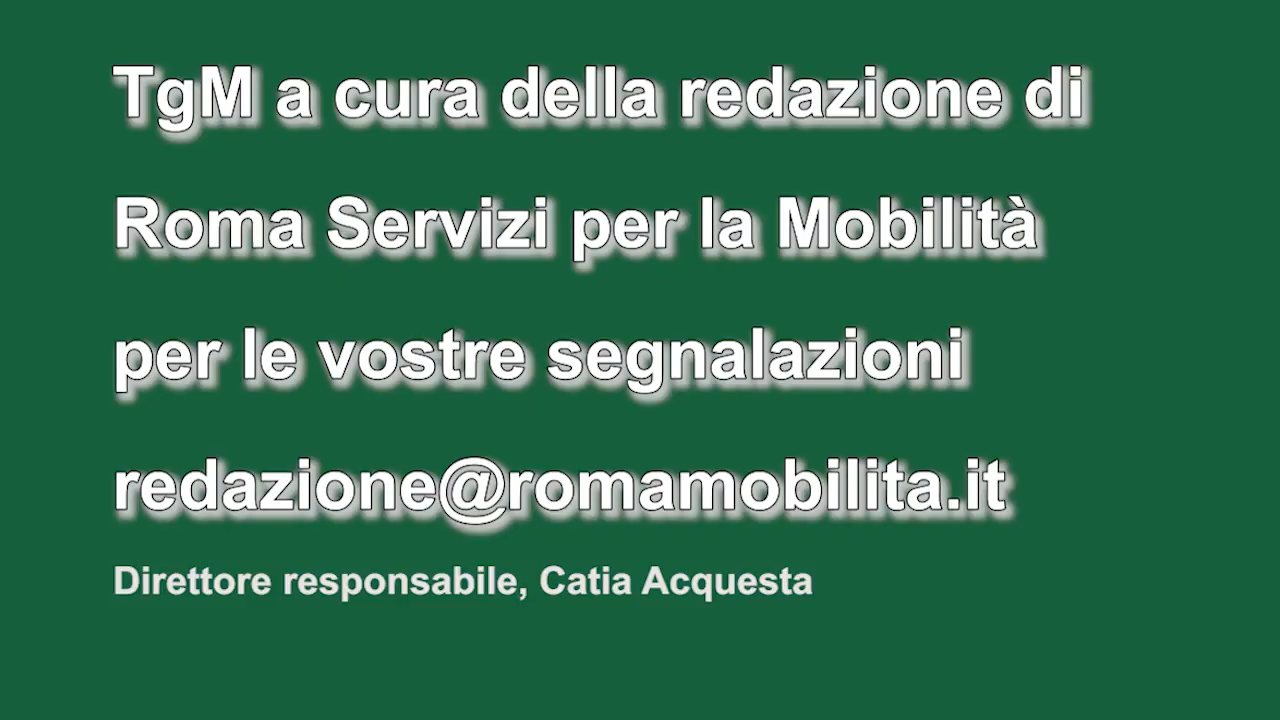 TgM a cura della redazione di
Roma Servizi per la Mobilità
per le vostre segnalazioni
redazione@romamobilita.it
Direttore responsabile, Catia Acquesta